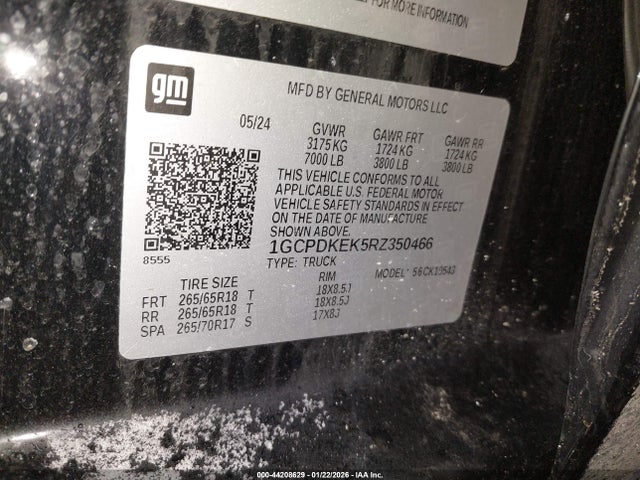 REFER FOR MORE INFORMATION
gm
MFD BY GENERAL MOTORS LLC
05/24 GVWR GAWR FRT GAWR RR
3175 KG 1724 KG 1724 KG
7000 LB 3800 LB 3800 LB
THIS VEHICLE CONFORMS TO ALL
APPLICABLE U.S. FEDERAL MOTOR
VEHICLE SAFETY STANDARDS IN EFFECT
ON THE DATE OF MANUFACTURE
SHOWN ABOVE.
8555
1GCPDKEK5RZ350466
TYPE: TRUCK MODEL: 56CK10543
TIRE SIZE RIM
FRT 265/65R18 T 18X8.5J
RR 265/65R18 T 18X8.5J
SPA 265/70R17 S 17X8J
000-44208629 - 01/22/2026 - IAA Inc.